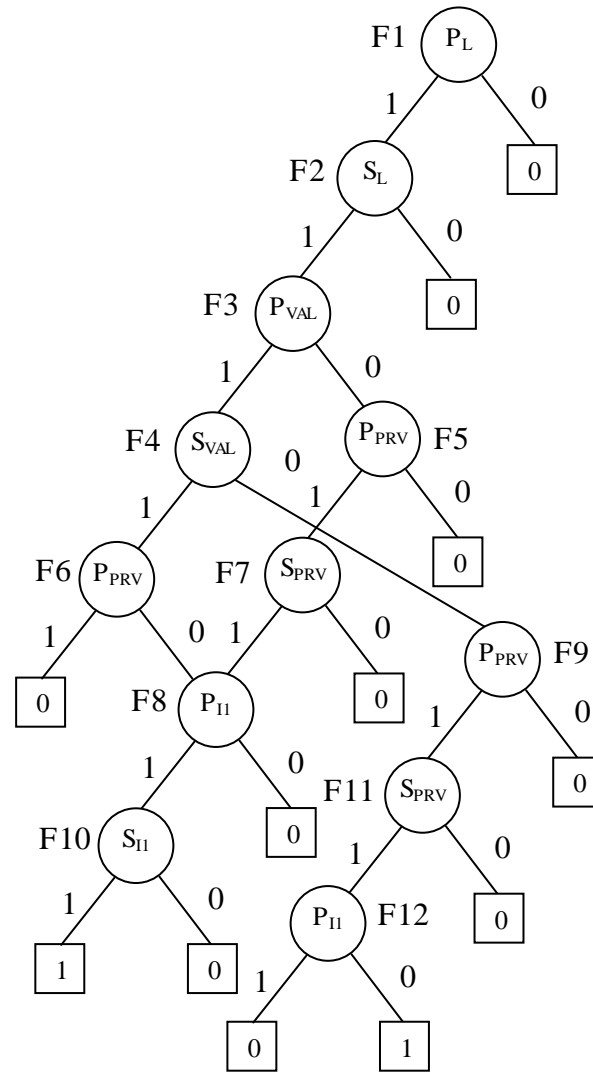 F1 P_L
1 0
F2 S_L 0
1 0
F3 P_VAL 0
1 0
F4 S_VAL 0 P_PRV F5
1 1 0
F6 P_PRV F7 S_PRV 0
1 0 1 0 P_PRV F9
0 F8 P_I1 0 1 0
1 0 F11 S_PRV 0
F10 S_I1 0 1 0
1 0 P_I1 F12 0
1 0 1 0
0 1